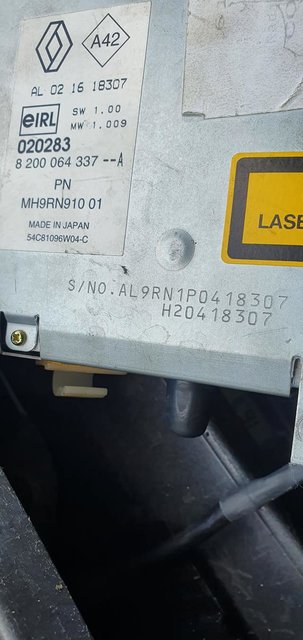 A42
AL 02 16 18307
eIRL
SW 1.00
MW 1.009
020283
8 200 064 337 --A
PN
MH9RN910 01
MADE IN JAPAN
54C81096W04-C
LASE
S/NO.AL9RN1P0418307
H20418307